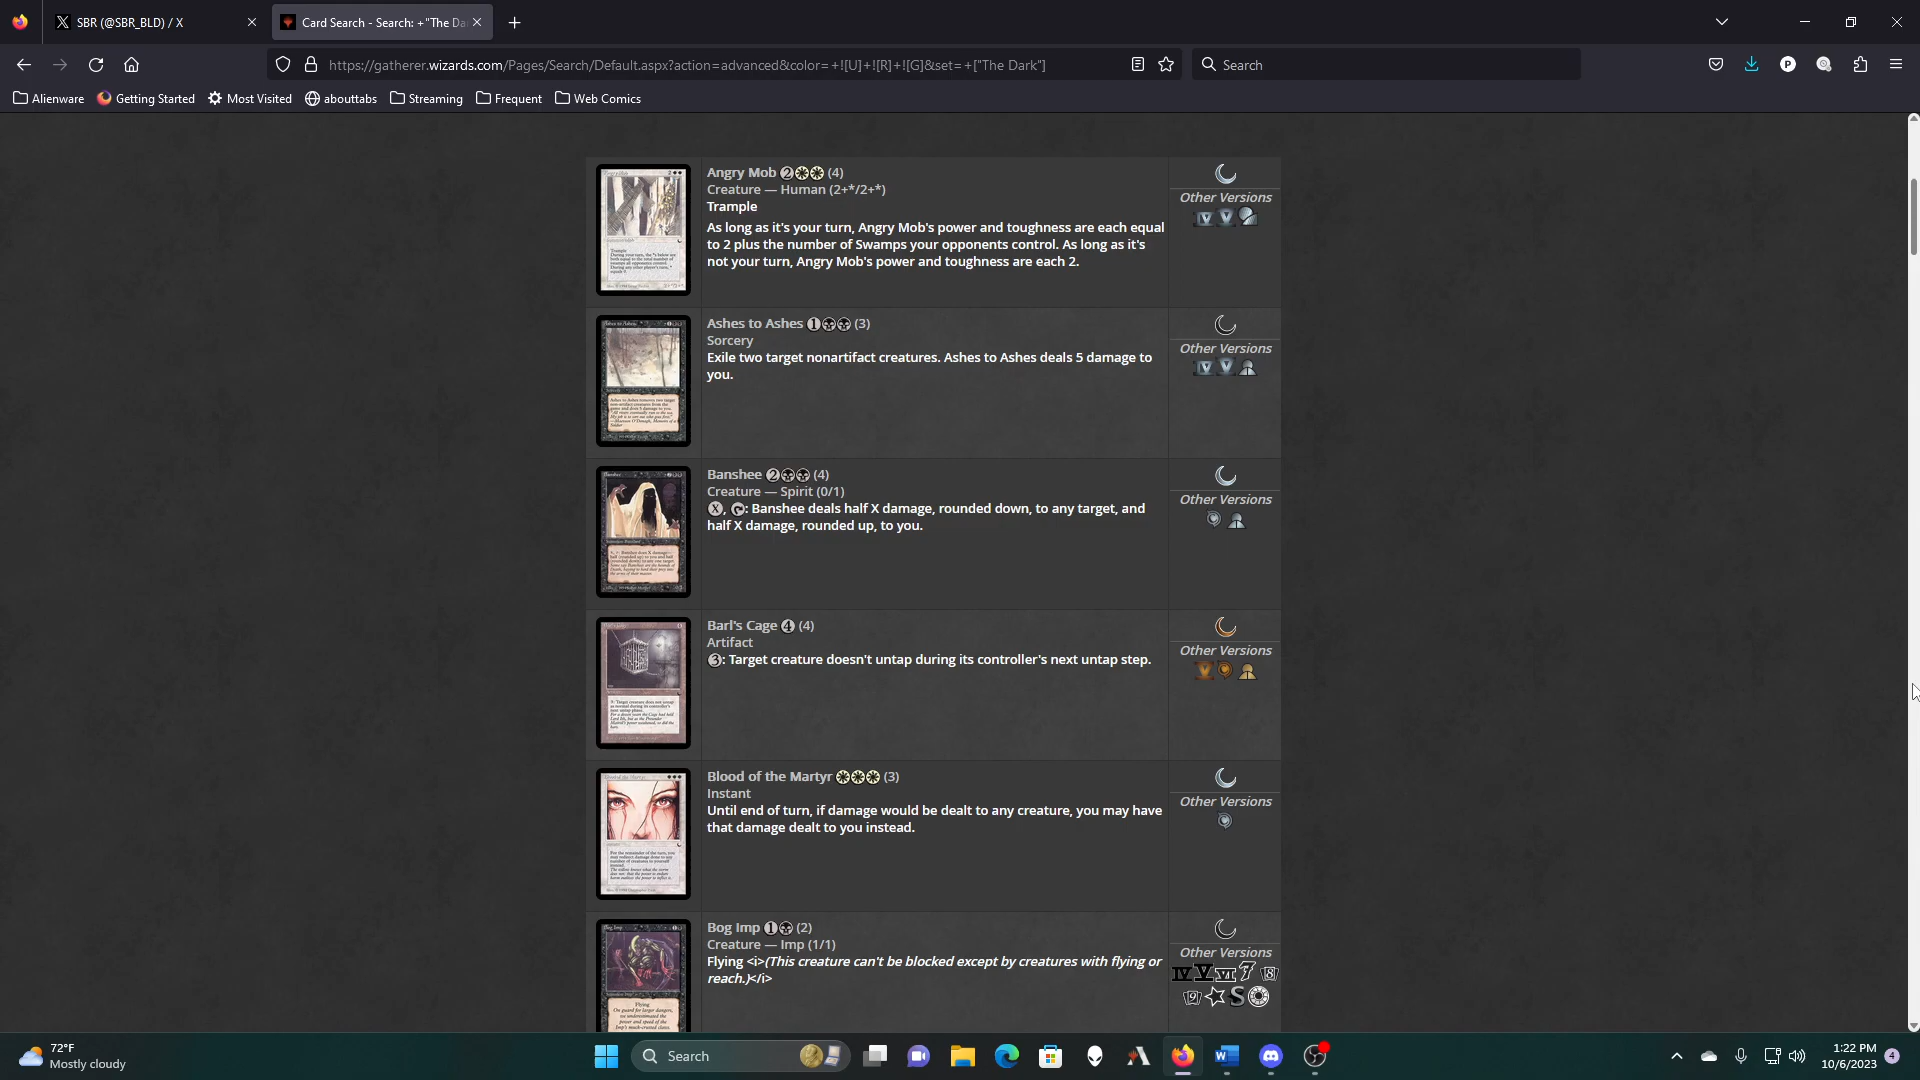 SBR (@SBR_BLD) / X
Card Search - Search: +"The Da
https://gatherer.wizards.com/Pages/Search/Default.aspx?action=advanced&color=+![U]+![R]+![G]&set=+["The Dark"]
Search
Alienware
Getting Started
Most Visited
abouttabs
Streaming
Frequent
Web Comics
Angry Mob 2 (4)
Creature — Human (2+*/2+*)
Trample
As long as it's your turn, Angry Mob's power and toughness are each equal
to 2 plus the number of Swamps your opponents control. As long as it's
not your turn, Angry Mob's power and toughness are each 2.
Other Versions
Ashes to Ashes 1 (3)
Sorcery
Exile two target nonartifact creatures. Ashes to Ashes deals 5 damage to
you.
Other Versions
Banshee 2 (4)
Creature — Spirit (0/1)
X, : Banshee deals half X damage, rounded down, to any target, and
half X damage, rounded up, to you.
Other Versions
Barl's Cage 4 (4)
Artifact
3: Target creature doesn't untap during its controller's next untap step.
Other Versions
Blood of the Martyr (3)
Instant
Until end of turn, if damage would be dealt to any creature, you may have
that damage dealt to you instead.
Other Versions
Bog Imp 1 (2)
Creature — Imp (1/1)
Flying <i>(This creature can't be blocked except by creatures with flying or
reach.)</i>
Other Versions
72°F
Mostly cloudy
Search
1:22 PM
10/6/2023
4